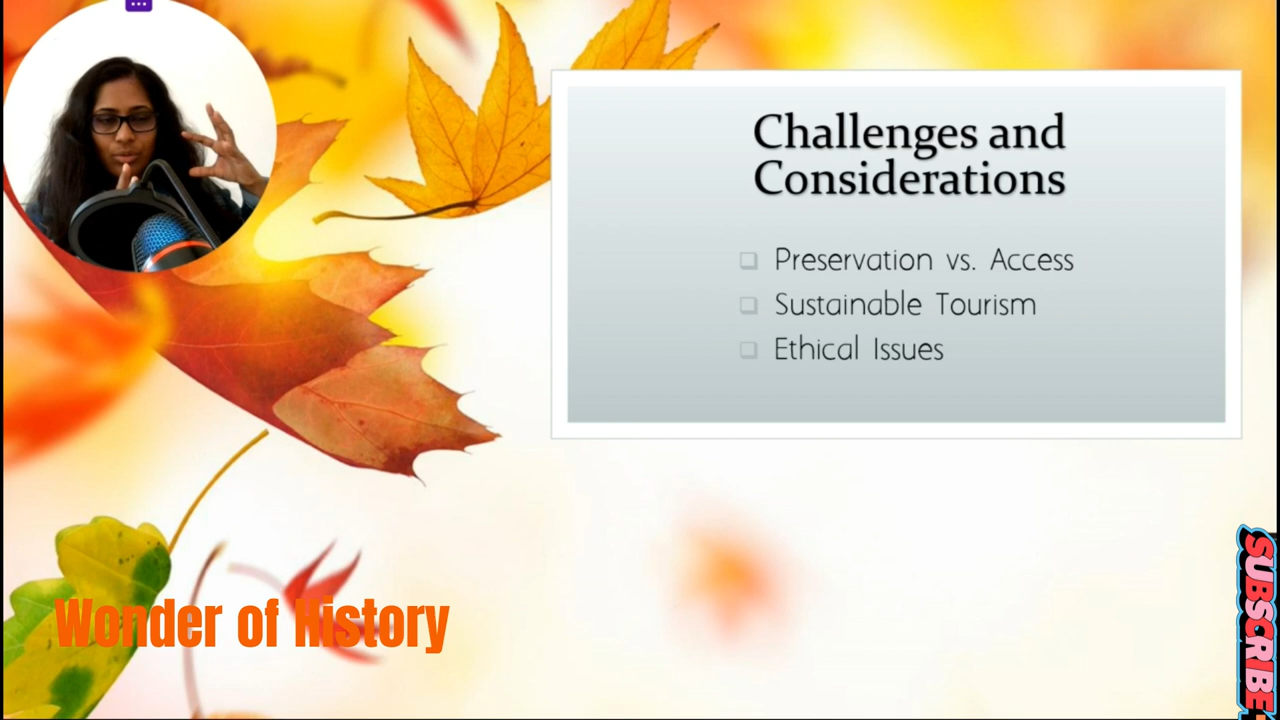 Challenges and
Considerations
Preservation vs. Access
Sustainable Tourism
Ethical Issues
Wonder of History
SUBSCRIBE